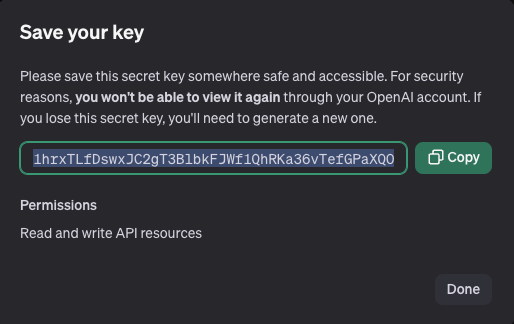 Save your key
Please save this secret key somewhere safe and accessible. For security
reasons, you won't be able to view it again through your OpenAI account. If
you lose this secret key, you'll need to generate a new one.
1hrxTLfDswxJC2gT3BlbkFJWfiQhRKa36vTefGPaXQO
Copy
Permissions
Read and write API resources
Done